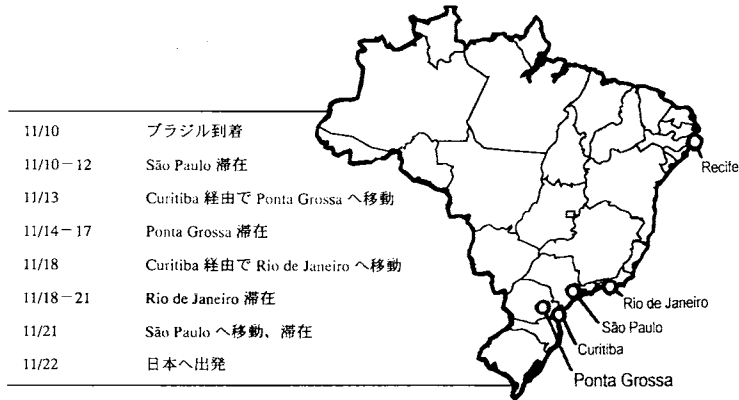 11/10 ブラジル到着
11/10－12 São Paulo 滞在
11/13 Curitiba 経由で Ponta Grossa へ移動
11/14－17 Ponta Grossa 滞在
11/18 Curitiba 経由で Rio de Janeiro へ移動
11/18－21 Rio de Janeiro 滞在
11/21 São Paulo へ移動、滞在
11/22 日本へ出発
Recife
Rio de Janeiro
São Paulo
Curitiba
Ponta Grossa